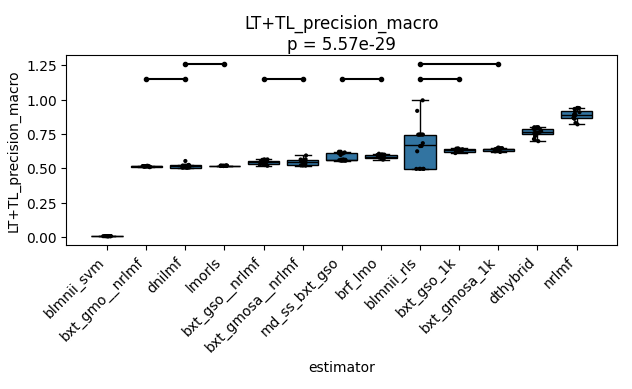 LT+TL_precision_macro
p = 5.57e-29
LT+TL_precision_macro
1.25
1.00
0.75
0.50
0.25
0.00
blmnii_svm
bxt_gmo__nrlmf
dnilmf
lmorls
bxt_gso__nrlmf
bxt_gmosa__nrlmf
md_ss_bxt_gso
brf_lmo
blmnii_rls
bxt_gso_1k
bxt_gmosa_1k
dthybrid
nrlmf
estimator